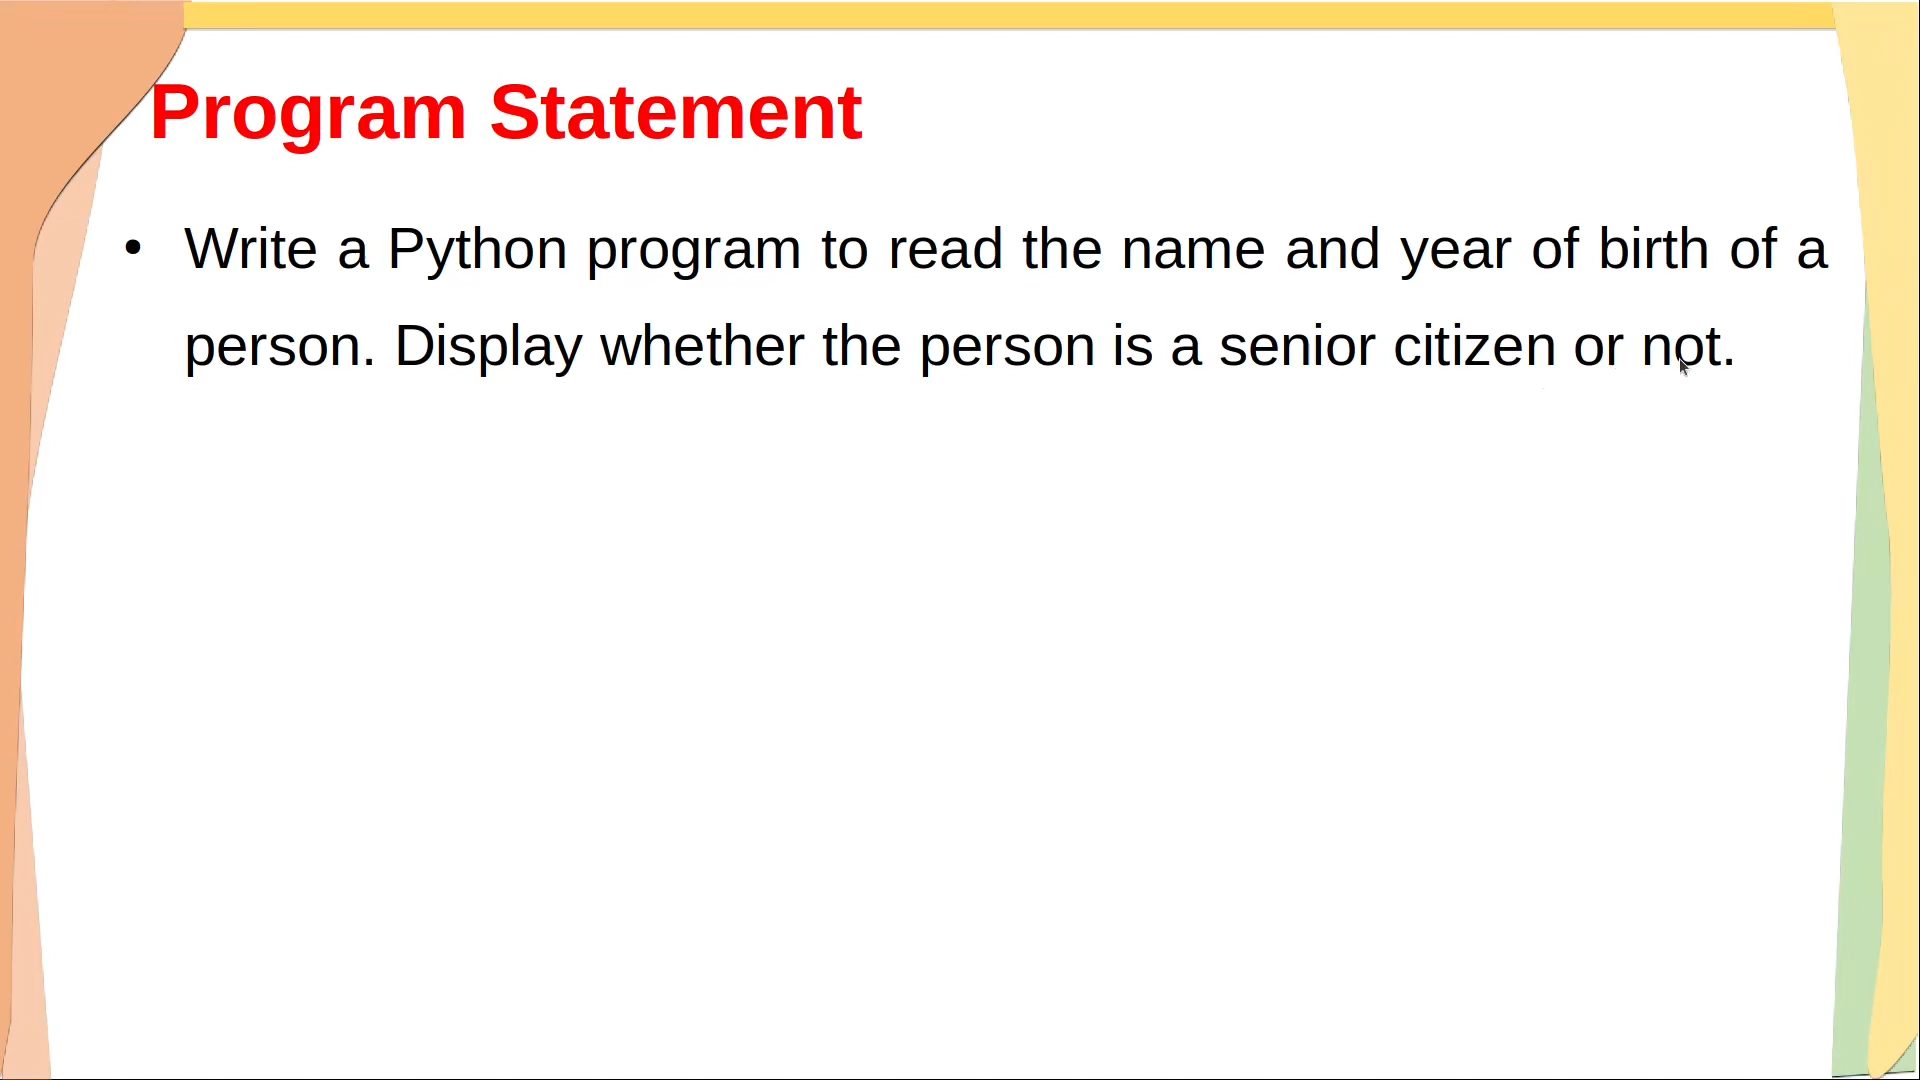 Program Statement
• Write a Python program to read the name and year of birth of a
person. Display whether the person is a senior citizen or not.